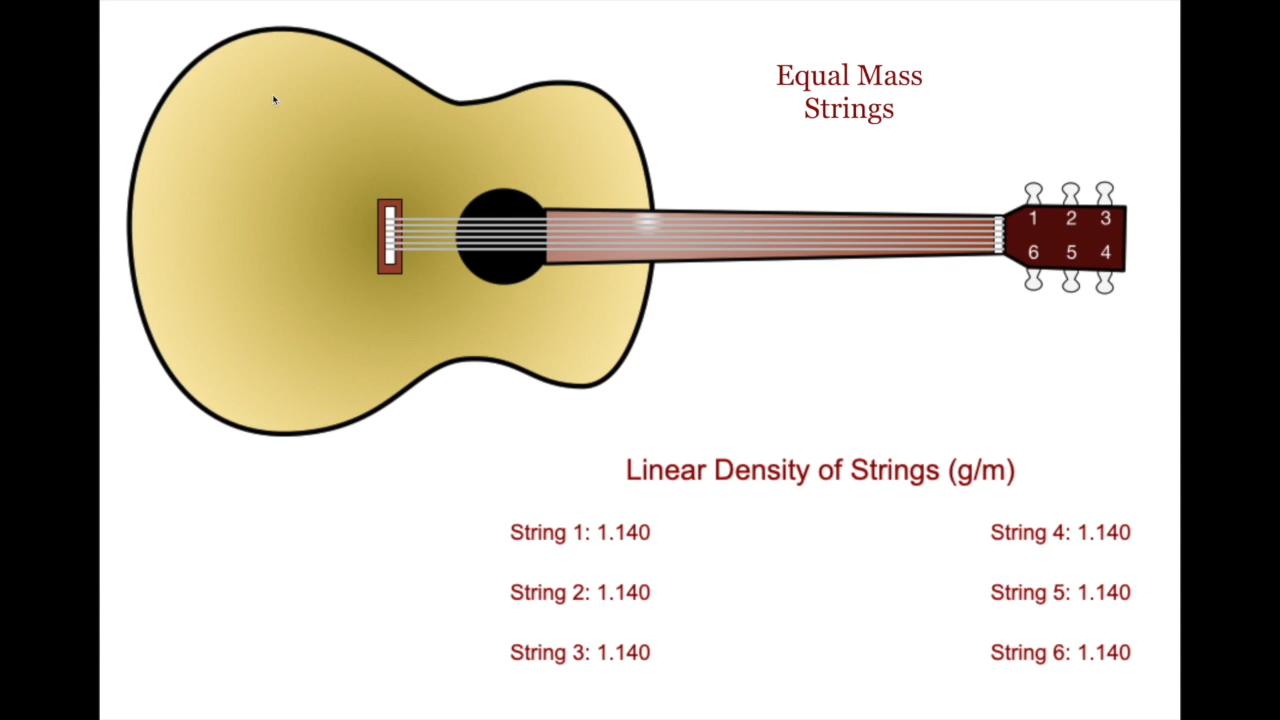 Equal Mass
Strings
1 2 3
6 5 4
Linear Density of Strings (g/m)
String 1: 1.140
String 4: 1.140
String 2: 1.140
String 5: 1.140
String 3: 1.140
String 6: 1.140